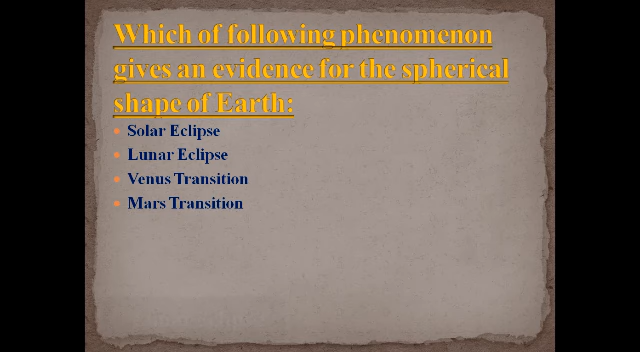 Which of following phenomenon
gives an evidence for the spherical
shape of Earth:
Solar Eclipse
Lunar Eclipse
Venus Transition
Mars Transition